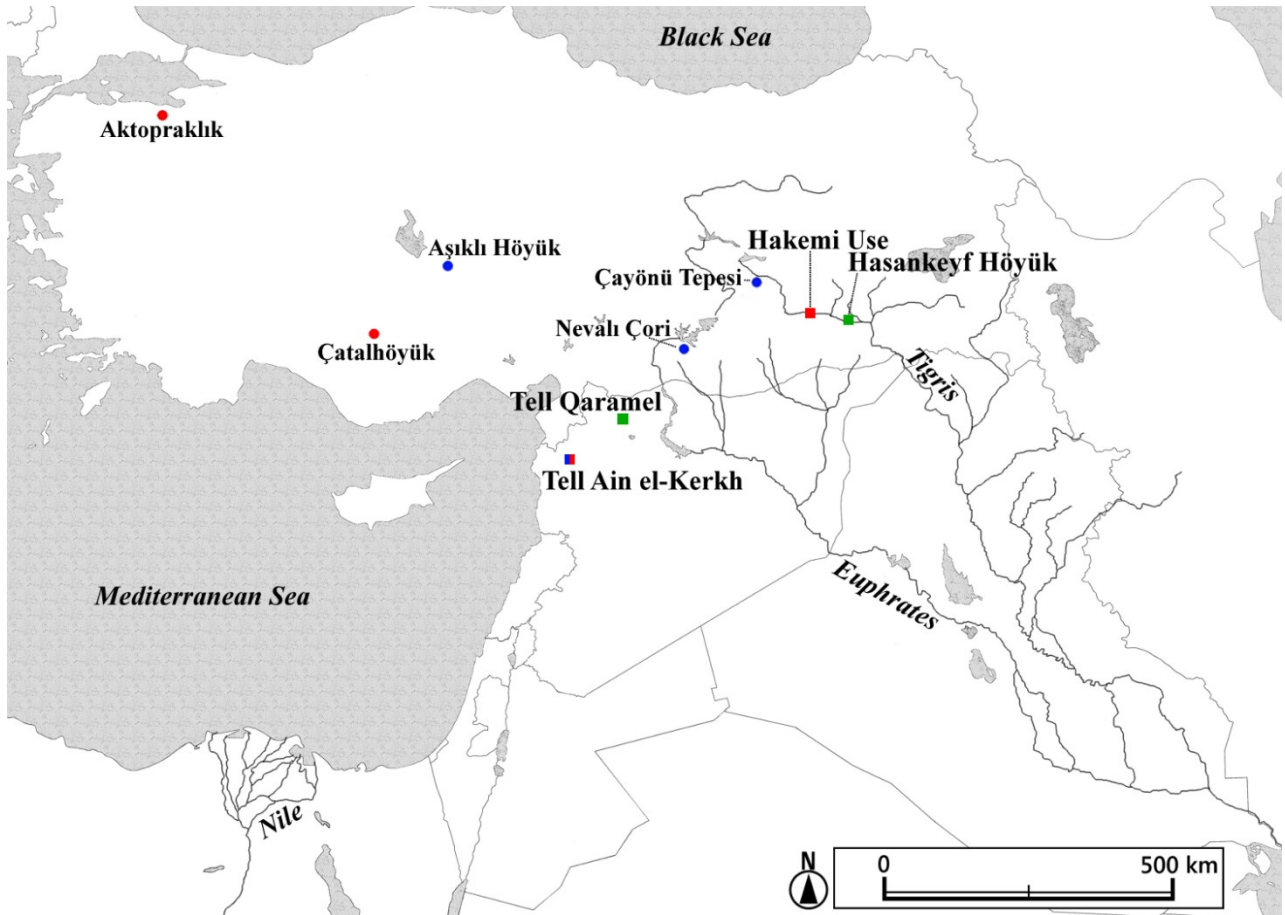 Black Sea
Aktopraklık
Aşıklı Höyük
Hakemi Use
Hasankeyf Höyük
Çayönü Tepesi
Nevalı Çori
Çatalhöyük
Tigris
Tell Qaramel
Tell Ain el-Kerkh
Euphrates
Mediterranean Sea
Nile
N
0
500 km